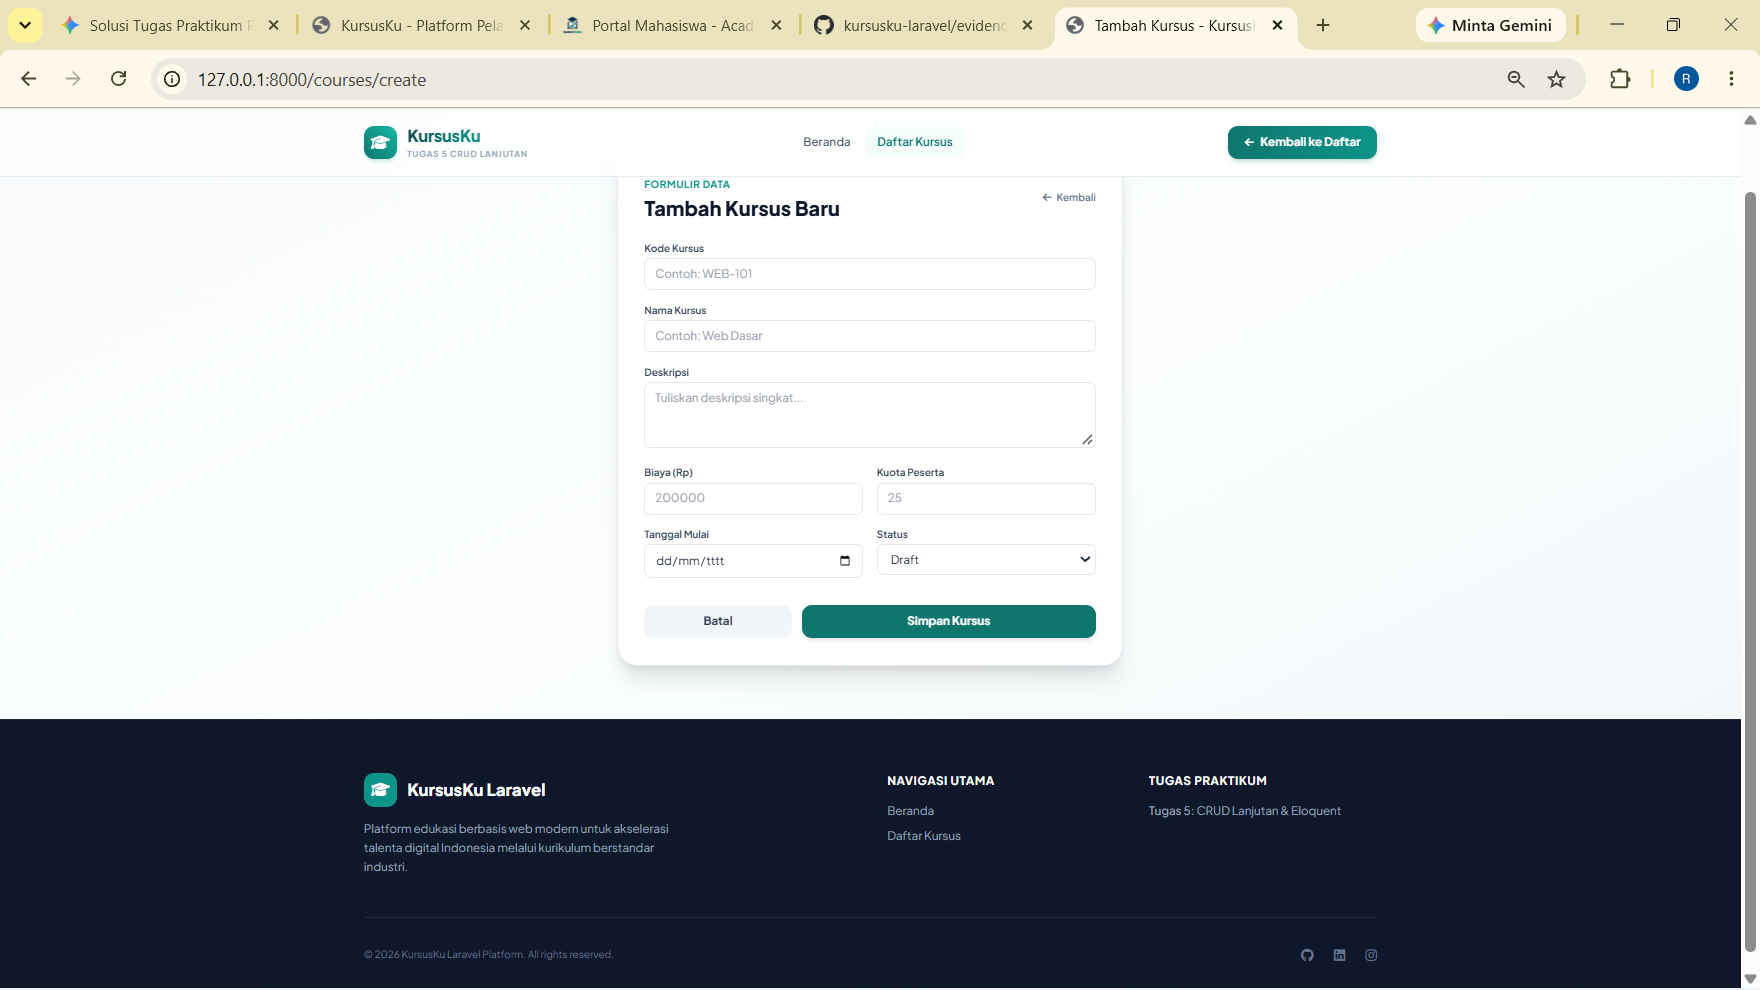 Solusi Tugas Praktikum P
KursusKu - Platform Pela
Portal Mahasiswa - Acad
kursusku-laravel/evidenc
Tambah Kursus - Kursusk
Minta Gemini
127.0.0.1:8000/courses/create
R
KursusKu
TUGAS 5 CRUD LANJUTAN
Beranda
Daftar Kursus
← Kembali ke Daftar
FORMULIR DATA
Tambah Kursus Baru
← Kembali
Kode Kursus
Contoh: WEB-101
Nama Kursus
Contoh: Web Dasar
Deskripsi
Tuliskan deskripsi singkat...
Biaya (Rp)
Kuota Peserta
200000
25
Tanggal Mulai
Status
dd/mm/tttt
Draft
Batal
Simpan Kursus
KursusKu Laravel
Platform edukasi berbasis web modern untuk akselerasi
talenta digital Indonesia melalui kurikulum berstandar
industri.
NAVIGASI UTAMA
Beranda
Daftar Kursus
TUGAS PRAKTIKUM
Tugas 5: CRUD Lanjutan & Eloquent
© 2026 KursusKu Laravel Platform. All rights reserved.